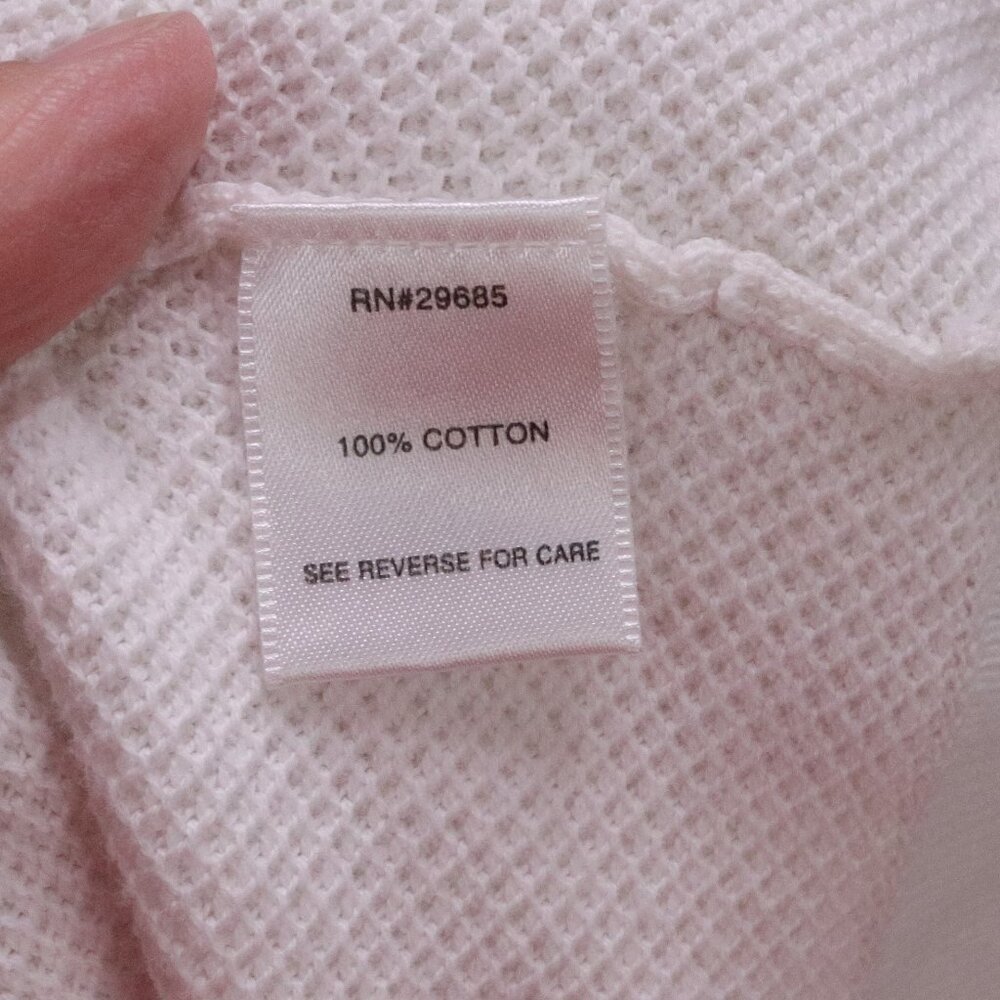 RN#29685
100% COTTON
SEE REVERSE FOR CARE